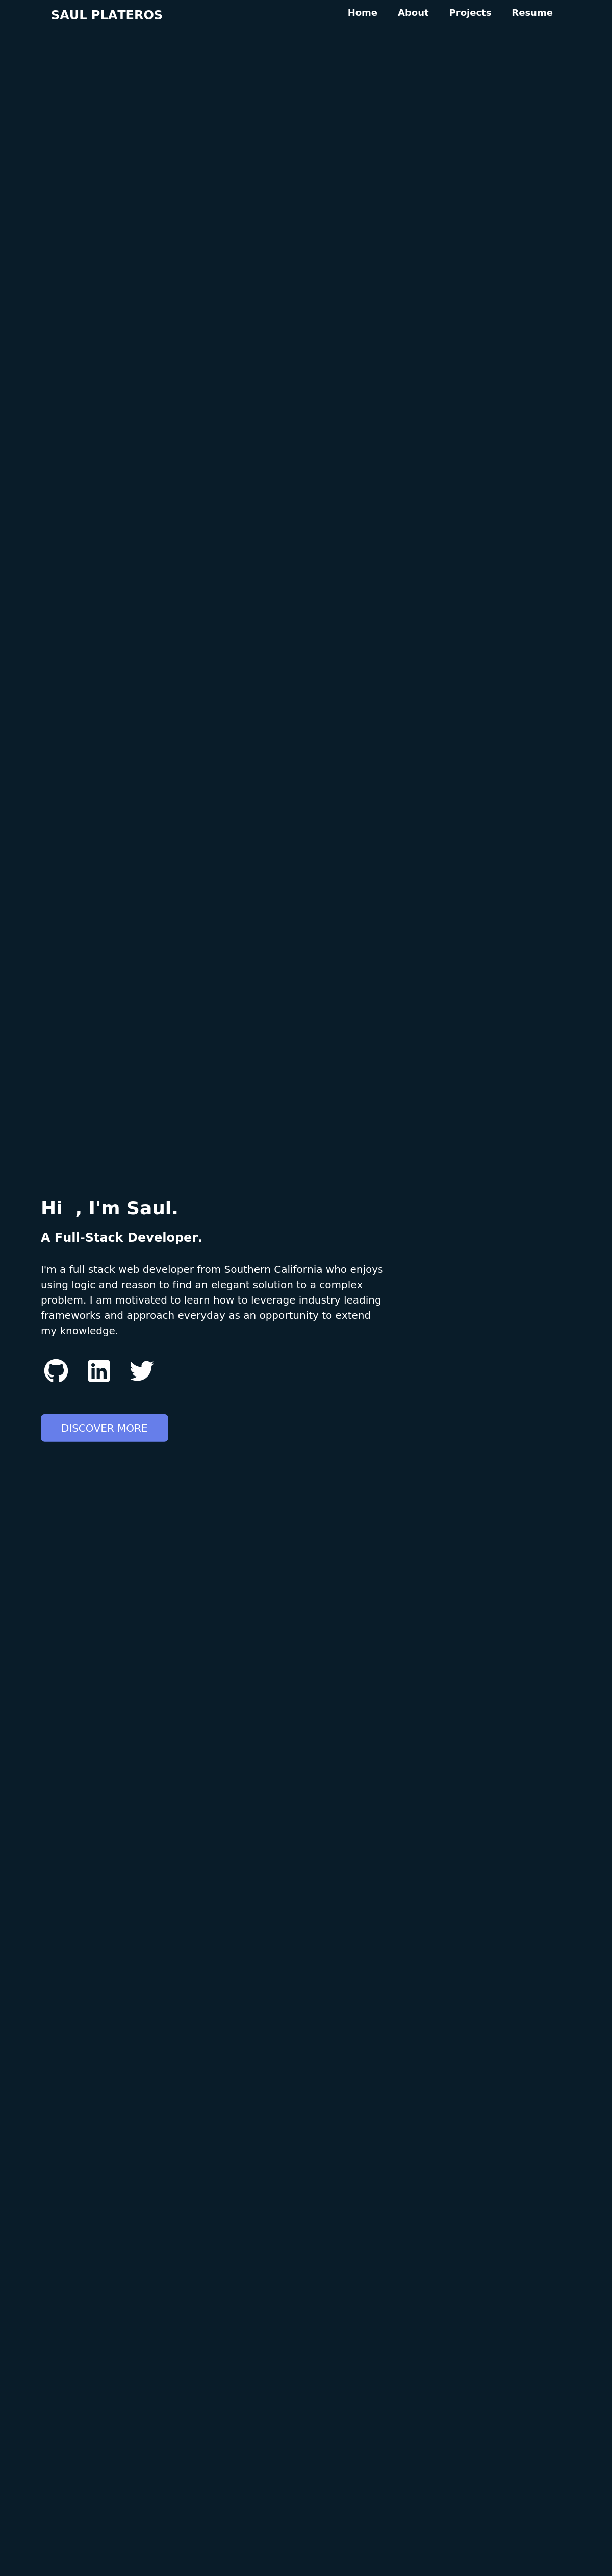 SAUL PLATEROS
Home About Projects Resume
Hi , I'm Saul.
A Full-Stack Developer.
I'm a full stack web developer from Southern California who enjoys
using logic and reason to find an elegant solution to a complex
problem. I am motivated to learn how to leverage industry leading
frameworks and approach everyday as an opportunity to extend
my knowledge.
DISCOVER MORE